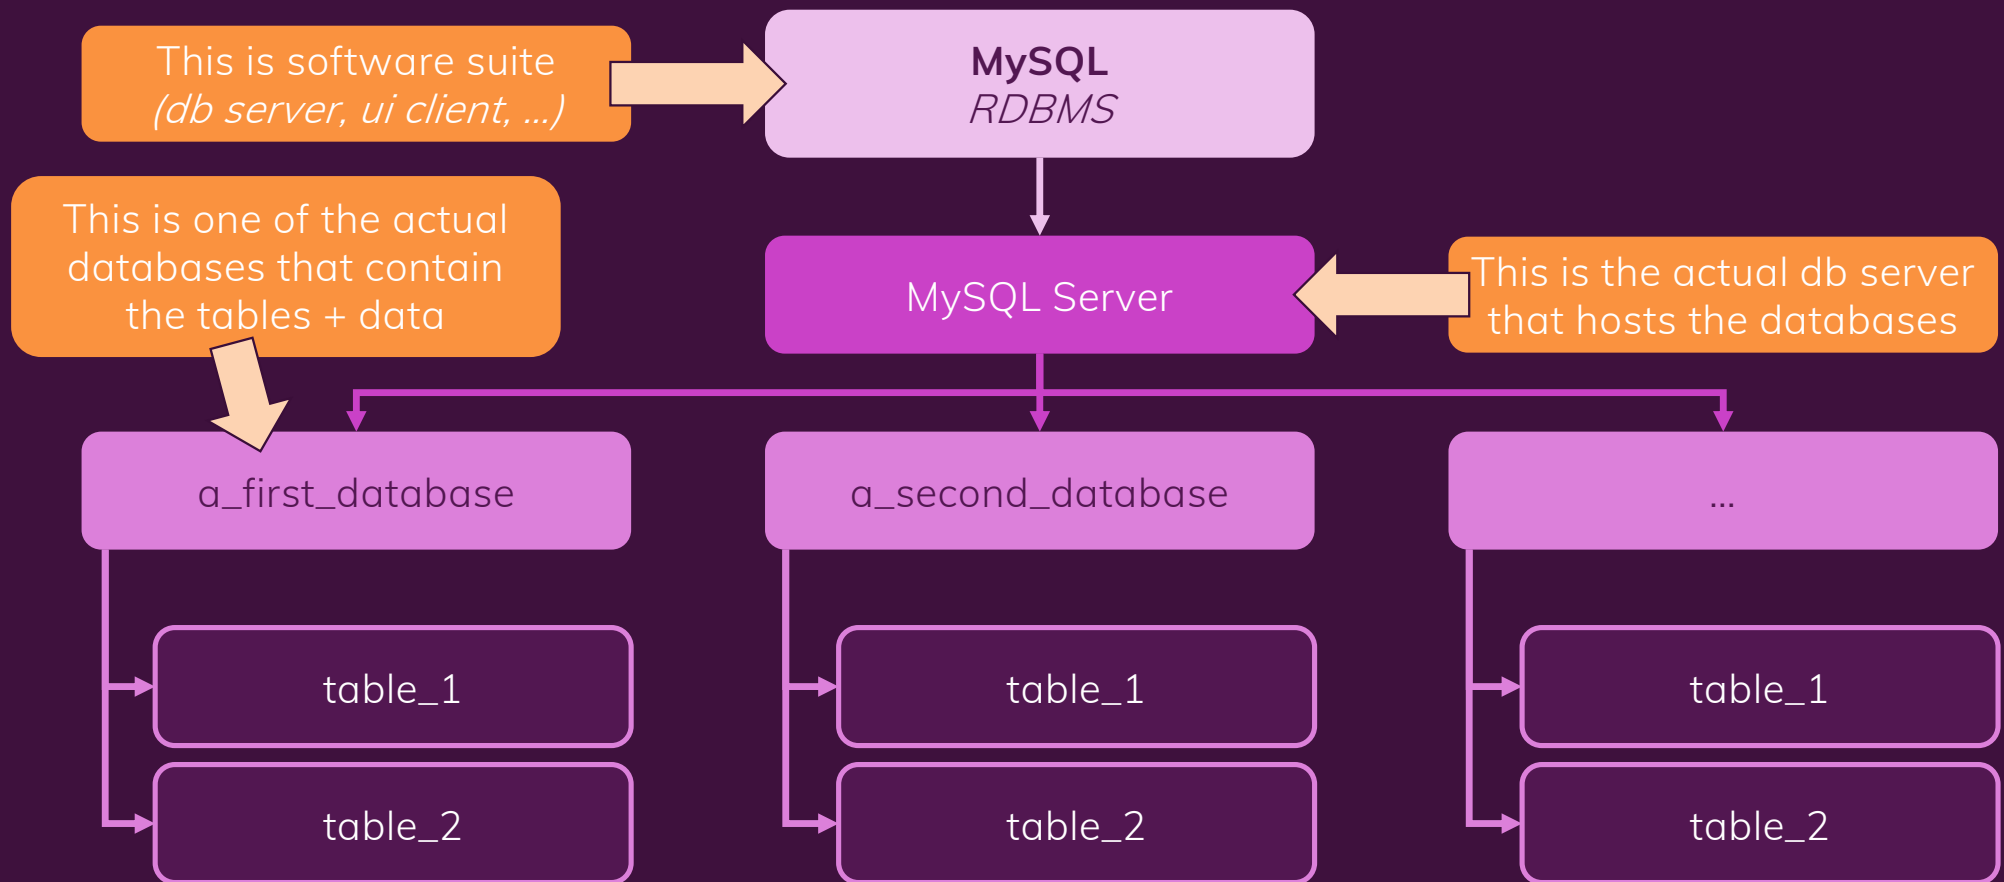 This is software suite
(db server, ui client, ...)
MySQL
RDBMS
This is one of the actual
databases that contain
the tables + data
MySQL Server
This is the actual db server
that hosts the databases
a_first_database
a_second_database
...
table_1
table_1
table_1
table_2
table_2
table_2